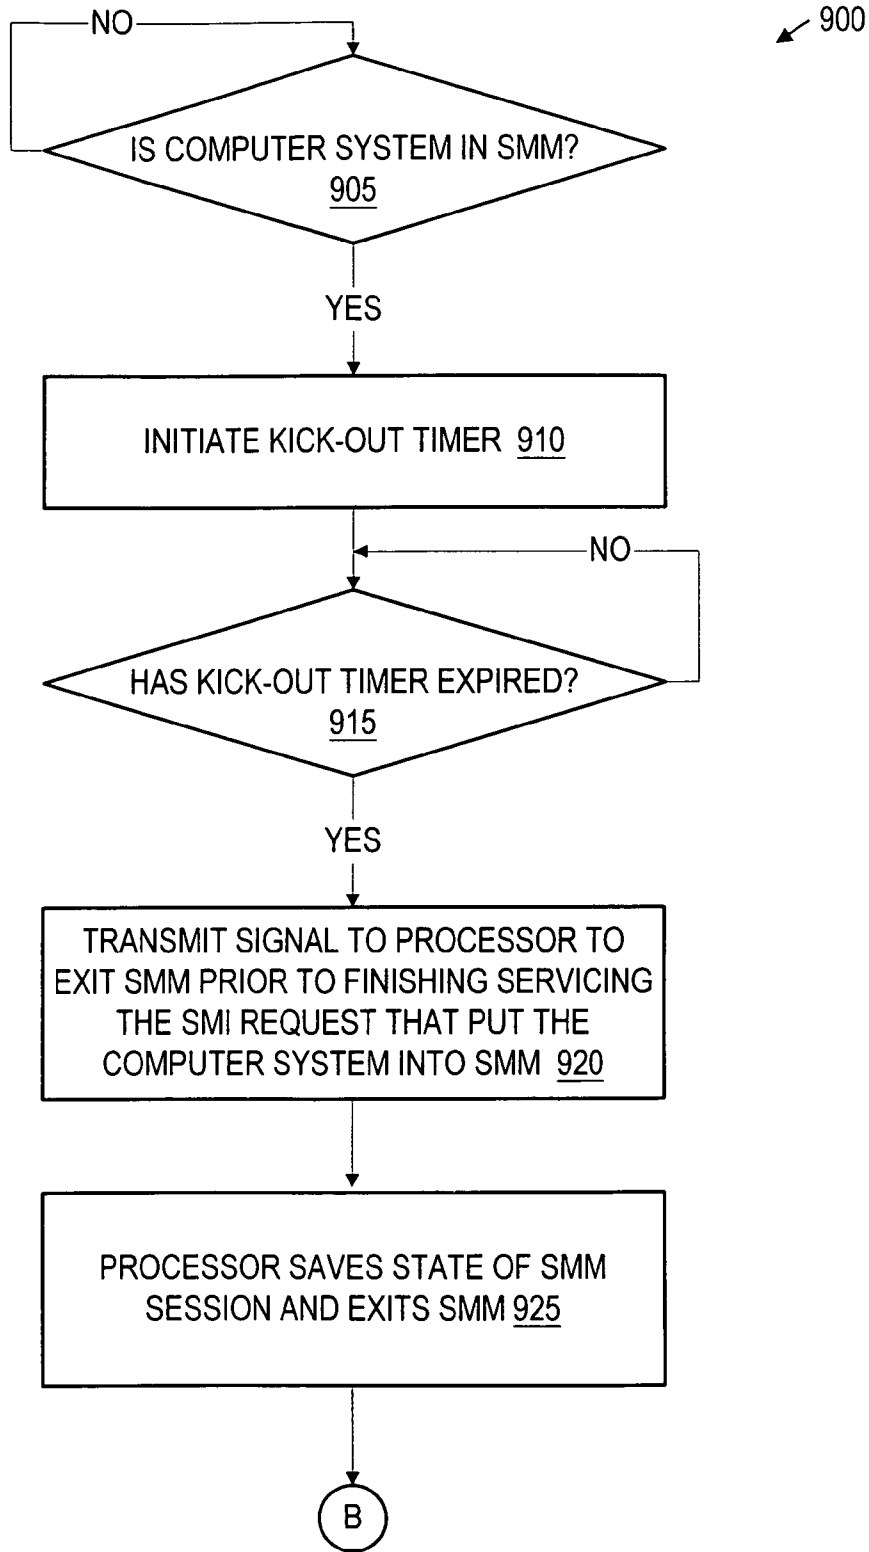 900
NO
IS COMPUTER SYSTEM IN SMM?
905
YES
INITIATE KICK-OUT TIMER 910
NO
HAS KICK-OUT TIMER EXPIRED?
915
YES
TRANSMIT SIGNAL TO PROCESSOR TO
EXIT SMM PRIOR TO FINISHING SERVICING
THE SMI REQUEST THAT PUT THE
COMPUTER SYSTEM INTO SMM 920
PROCESSOR SAVES STATE OF SMM
SESSION AND EXITS SMM 925
B